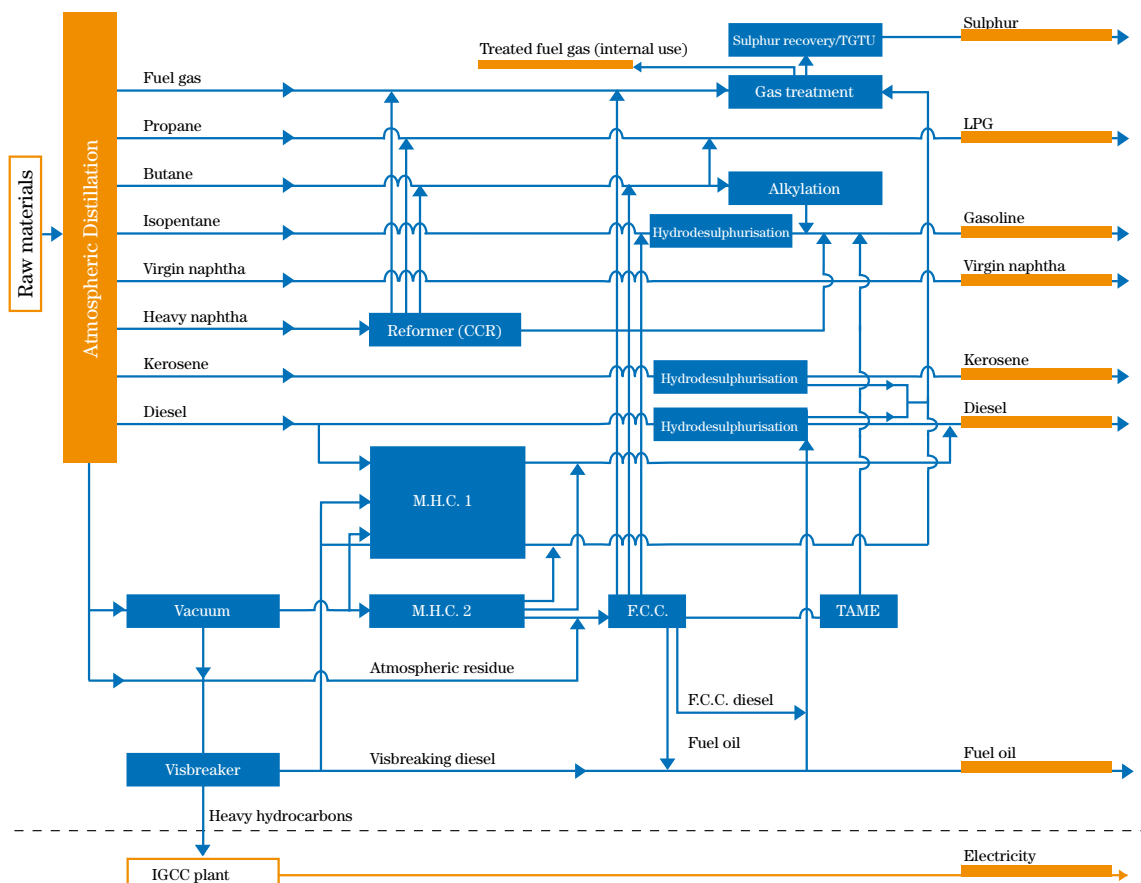 Sulphur
Sulphur recovery/TGTU
Treated fuel gas (internal use)
Fuel gas
Gas treatment
Propane
LPG
Butane
Alkylation
Isopentane
Hydrodesulphurisation
Gasoline
Virgin naphtha
Virgin naphtha
Heavy naphtha
Reformer (CCR)
Kerosene
Hydrodesulphurisation
Kerosene
Diesel
Hydrodesulphurisation
Diesel
Raw materials
Atmospheric Distillation
M.H.C. 1
Vacuum
M.H.C. 2
F.C.C.
TAME
Atmospheric residue
F.C.C. diesel
Fuel oil
Visbreaker
Visbreaking diesel
Fuel oil
Heavy hydrocarbons
IGCC plant
Electricity